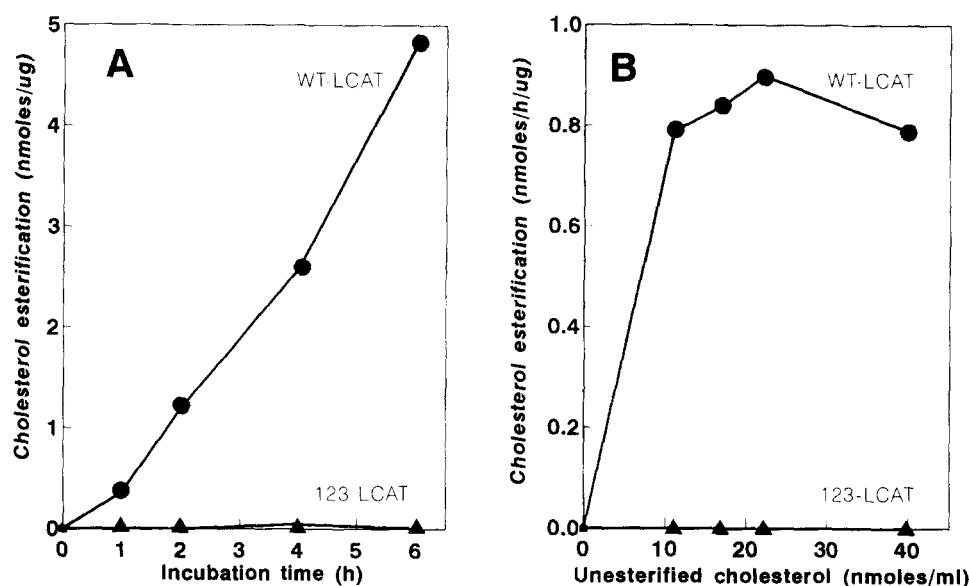 A
WT-LCAT
123 LCAT
Cholesterol esterification (nmoles/ug)
5
4
3
2
1
0
0 1 2 3 4 5 6
Incubation time (h)
B
WT-LCAT
123-LCAT
Cholesterol esterification (nmoles/h/ug)
1.0
0.8
0.6
0.4
0.2
0.0
0 10 20 30 40
Unesterified cholesterol (nmoles/ml)